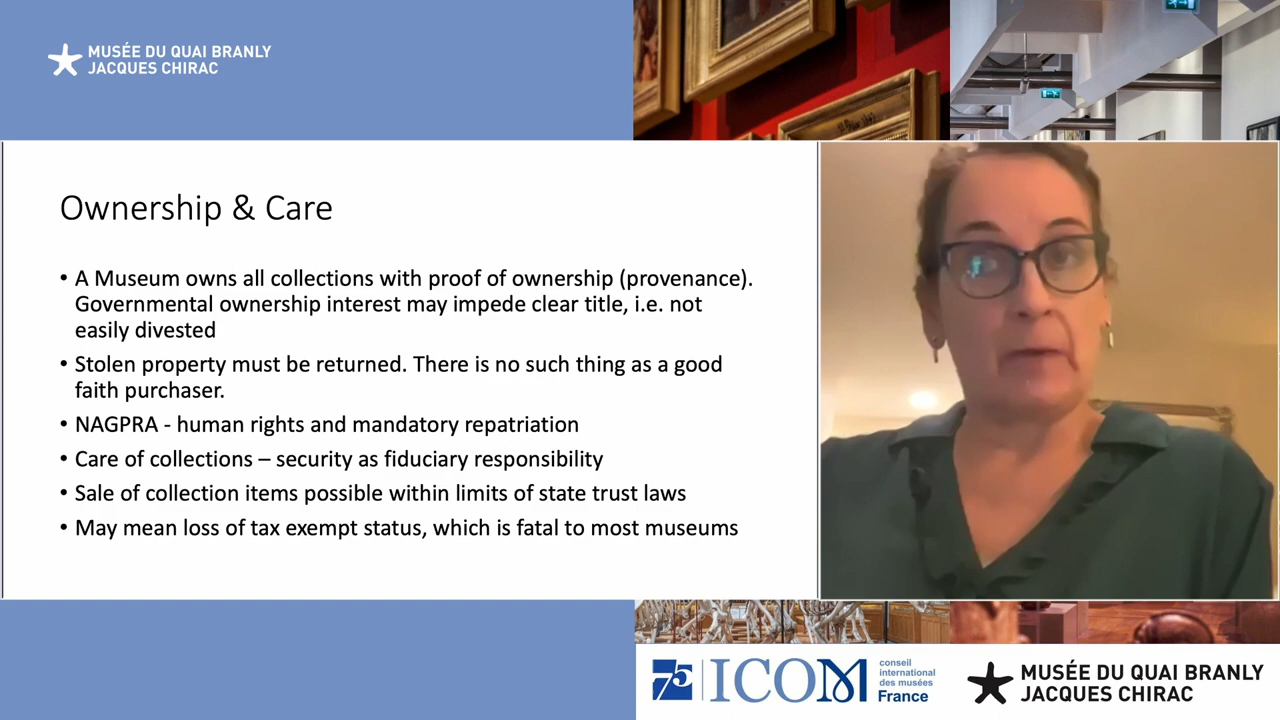 MUSÉE DU QUAI BRANLY
JACQUES CHIRAC
Ownership & Care
• A Museum owns all collections with proof of ownership (provenance).
Governmental ownership interest may impede clear title, i.e. not
easily divested
• Stolen property must be returned. There is no such thing as a good
faith purchaser.
• NAGPRA - human rights and mandatory repatriation
• Care of collections – security as fiduciary responsibility
• Sale of collection items possible within limits of state trust laws
• May mean loss of tax exempt status, which is fatal to most museums
75
ICOM
conseil
international
des musées
France
MUSÉE DU QUAI BRANLY
JACQUES CHIRAC